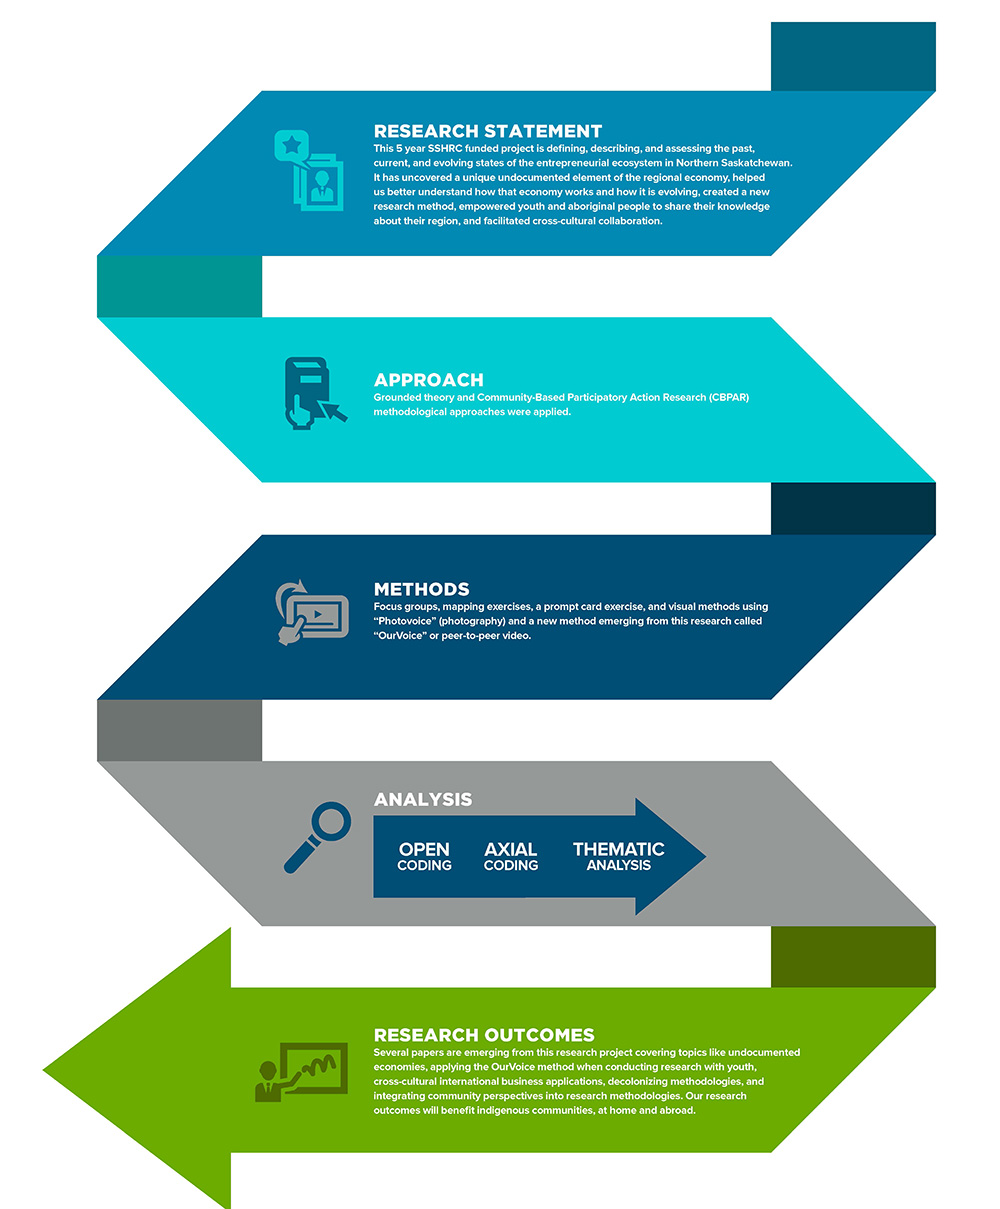 RESEARCH STATEMENT
This 5 year SSHRC funded project is defining, describing, and assessing the past,
current, and evolving states of the entrepreneurial ecosystem in Northern Saskatchewan.
It has uncovered a unique undocumented element of the regional economy, helped
us better understand how that economy works and how it is evolving, created a new
research method, empowered youth and aboriginal people to share their knowledge
about their region, and facilitated cross-cultural collaboration.
APPROACH
Grounded theory and Community-Based Participatory Action Research (CBPAR)
methodological approaches were applied.
METHODS
Focus groups, mapping exercises, a prompt card exercise, and visual methods using
“Photovoice” (photography) and a new method emerging from this research called
“OurVoice” or peer-to-peer video.
ANALYSIS
OPEN AXIAL THEMATIC
CODING CODING ANALYSIS
RESEARCH OUTCOMES
Several papers are emerging from this research project covering topics like undocumented
economies, applying the OurVoice method when conducting research with youth,
cross-cultural international business applications, decolonizing methodologies, and
integrating community perspectives into research methodologies. Our research
outcomes will benefit indigenous communities, at home and abroad.